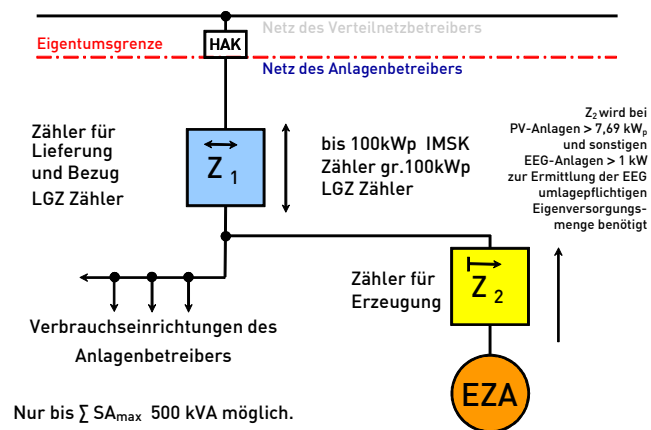 Netz des Verteilnetzbetreibers
Eigentumsgrenze
HAK
Netz des Anlagenbetreibers
Zähler für
Lieferung
und Bezug
LGZ Zähler
Z 1
bis 100kWp IMSK
Zähler gr.100kWp
LGZ Zähler
Z2 wird bei
PV-Anlagen > 7,69 kWp
und sonstigen
EEG-Anlagen > 1 kW
zur Ermittlung der EEG
umlagepflichtigen
Eigenversorgungs-
menge benötigt
Zähler für
Erzeugung
Z 2
Verbrauchseinrichtungen des
Anlagenbetreibers
EZA
Nur bis ∑ SAmax 500 kVA möglich.